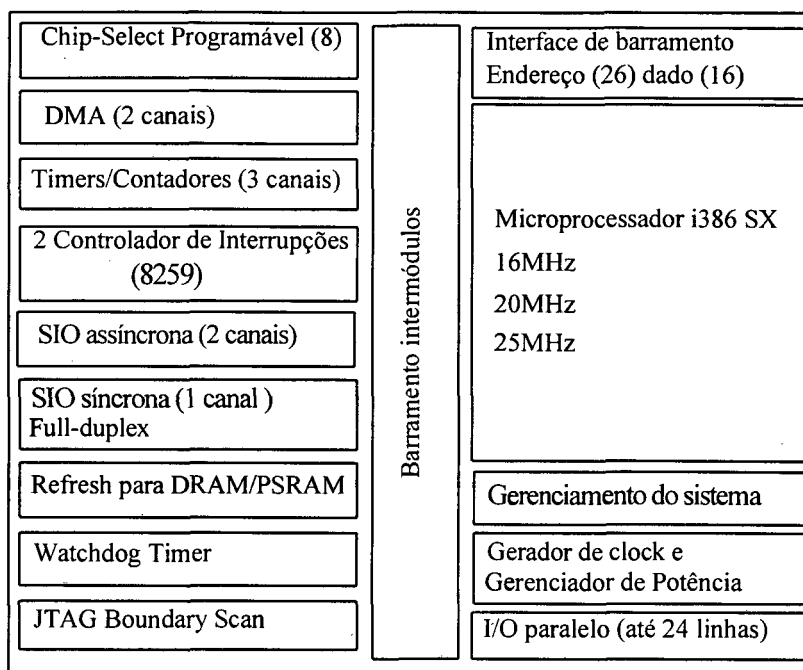 Chip-Select Programável (8)
DMA (2 canais)
Timers/Contadores (3 canais)
2 Controlador de Interrupções
(8259)
SIO assíncrona (2 canais)
SIO síncrona (1 canal )
Full-duplex
Refresh para DRAM/PSRAM
Watchdog Timer
JTAG Boundary Scan
Barramento intermódulos
Interface de barramento
Endereço (26) dado (16)
Microprocessador i386 SX
16MHz
20MHz
25MHz
Gerenciamento do sistema
Gerador de clock e
Gerenciador de Potência
I/O paralelo (até 24 linhas)